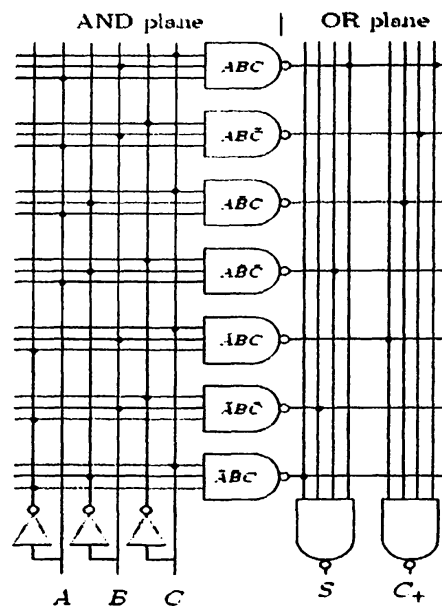 AND plane | OR plane
ABC
ABC̄
AB̄C
AB̄C̄
ĀBC
ĀBC̄
ĀB̄C
A B C S C₊